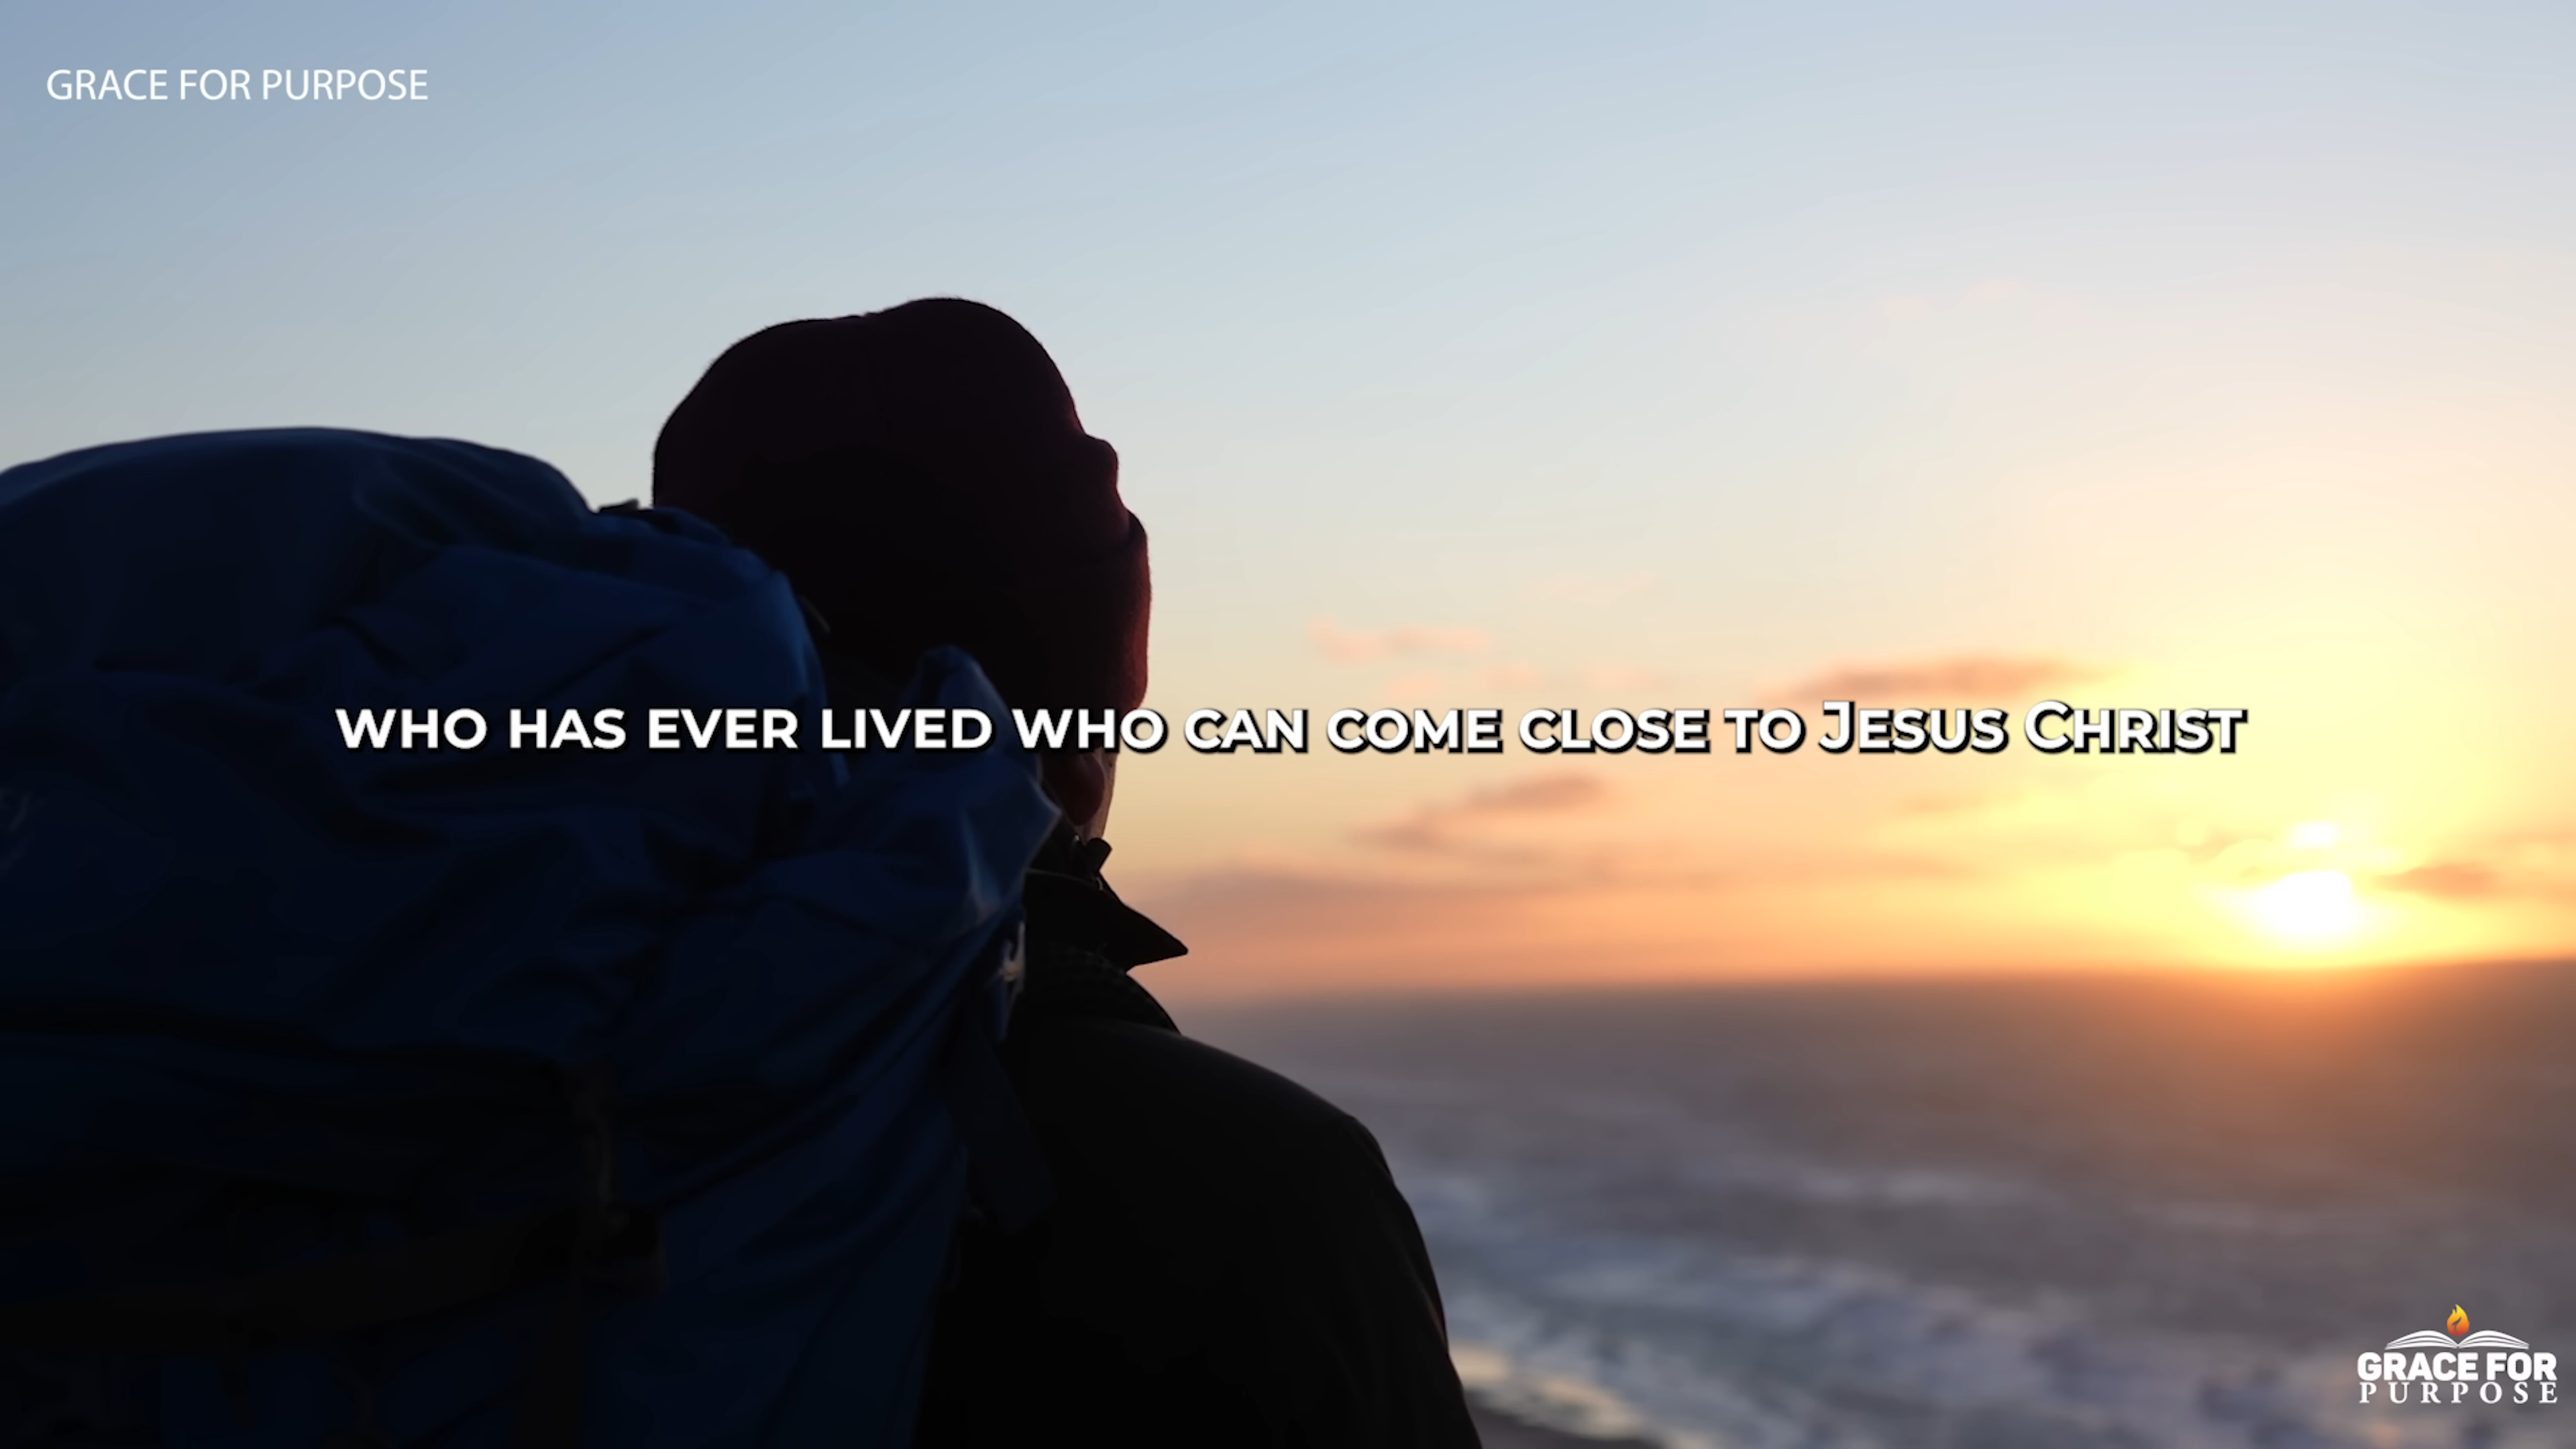 GRACE FOR PURPOSE
WHO HAS EVER LIVED WHO CAN COME CLOSE TO JESUS CHRIST
GRACE FOR
PURPOSE